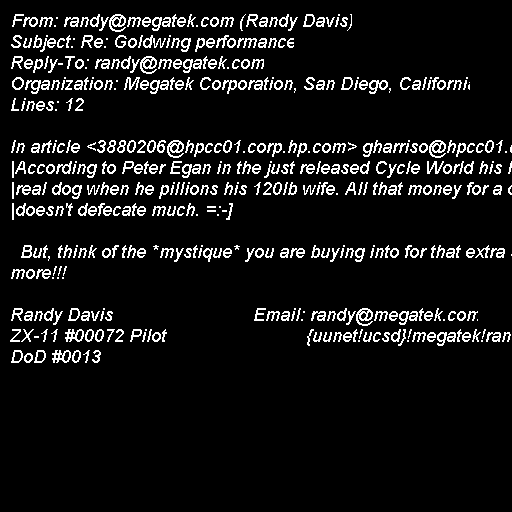 From: randy@megatek.com (Randy Davis)
Subject: Re: Goldwing performance
Reply-To: randy@megatek.com
Organization: Megatek Corporation, San Diego, California
Lines: 12

In article <3880206@hpcc01.corp.hp.com> gharriso@hpcc01.
|According to Peter Egan in the just released Cycle World his
|real dog when he pillions his 120lb wife. All that money for a
|doesn't defecate much. =:-]

But, think of the *mystique* you are buying into for that extra
more!!!

Randy Davis Email: randy@megatek.com
ZX-11 #00072 Pilot {uunet!ucsd}!megatek!ran
DoD #0013